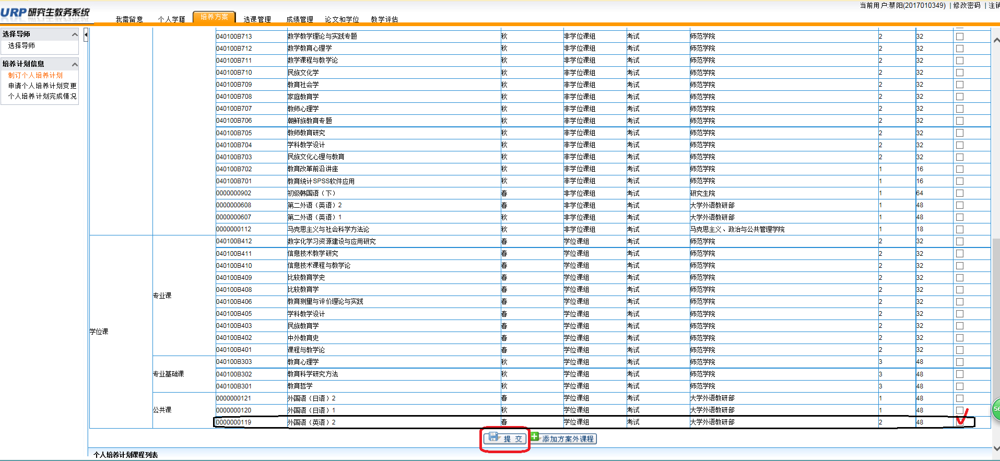 当前用户:禁阳(2017010349) | 修改密码 | 注销
URP研究生教务系统
我需留意 个人学籍 培养方案 选课管理 成绩管理 论文和学位 教学评估
选择导师
选择导师
培养计划信息
制订个人培养计划
申请个人培养计划变更
个人培养计划完成情况
040100B713 数学教学理论与实践专题 秋 非学位课组 考试 师范学院 2 32
040100B712 数学教育心理学 秋 非学位课组 考试 师范学院 2 32
040100B711 数学课程与教学论 秋 非学位课组 考试 师范学院 2 32
040100B710 民族文化学 秋 非学位课组 考试 师范学院 2 32
040100B709 教育社会学 秋 非学位课组 考试 师范学院 2 32
040100B708 家庭教育学 秋 非学位课组 考试 师范学院 2 32
040100B707 教师心理学 秋 非学位课组 考试 师范学院 2 32
040100B706 朝鲜族教育专题 秋 非学位课组 考试 师范学院 2 32
040100B705 教师教育研究 秋 非学位课组 考试 师范学院 2 32
040100B704 学科教学设计 秋 非学位课组 考试 师范学院 2 32
040100B703 民族文化心理与教育 秋 非学位课组 考试 师范学院 2 32
040100B702 教育改革前沿讲座 秋 非学位课组 考试 师范学院 1 16
040100B701 教育统计SPSS软件应用 秋 非学位课组 考试 师范学院 1 16
0000000902 初级韩国语（下） 春 非学位课组 考试 研究生院 1 64
0000000608 第二外语（英语）2 春 非学位课组 考试 大学外语教研部 1 48
0000000607 第二外语（英语）1 秋 非学位课组 考试 大学外语教研部 1 48
0000000112 马克思主义与社会科学方法论 秋 非学位课组 考试 马克思主义、政治与公共管理学院 1 18
学位课
专业课
040100B412 数字化学习资源建设与应用研究 春 学位课组 考试 师范学院 2 32
040100B411 信息技术教学研究 春 学位课组 考试 师范学院 2 32
040100B410 信息技术课程与教学论 春 学位课组 考试 师范学院 2 32
040100B409 比较教育学史 春 学位课组 考试 师范学院 2 32
040100B408 比较教育学 春 学位课组 考试 师范学院 2 32
040100B406 教育测量与评价理论与实践 春 学位课组 考试 师范学院 2 32
040100B405 学科教学设计 春 学位课组 考试 师范学院 2 32
040100B403 民族教育学 春 学位课组 考试 师范学院 2 32
040100B402 中外教育史 春 学位课组 考试 师范学院 2 32
040100B401 课程与教学论 春 学位课组 考试 师范学院 2 32
专业基础课
040100B303 教育心理学 秋 学位课组 考试 师范学院 3 48
040100B302 教育科学研究方法 秋 学位课组 考试 师范学院 3 48
040100B301 教育哲学 秋 学位课组 考试 师范学院 3 48
公共课
0000000121 外国语（日语）2 春 学位课组 考试 大学外语教研部 1 48
0000000120 外国语（日语）1 秋 学位课组 考试 大学外语教研部 1 48
0000000119 外国语（英语）2 春 学位课组 考试 大学外语教研部 2 48
提 交 添加方案外课程
56
个人培养计划课程列表